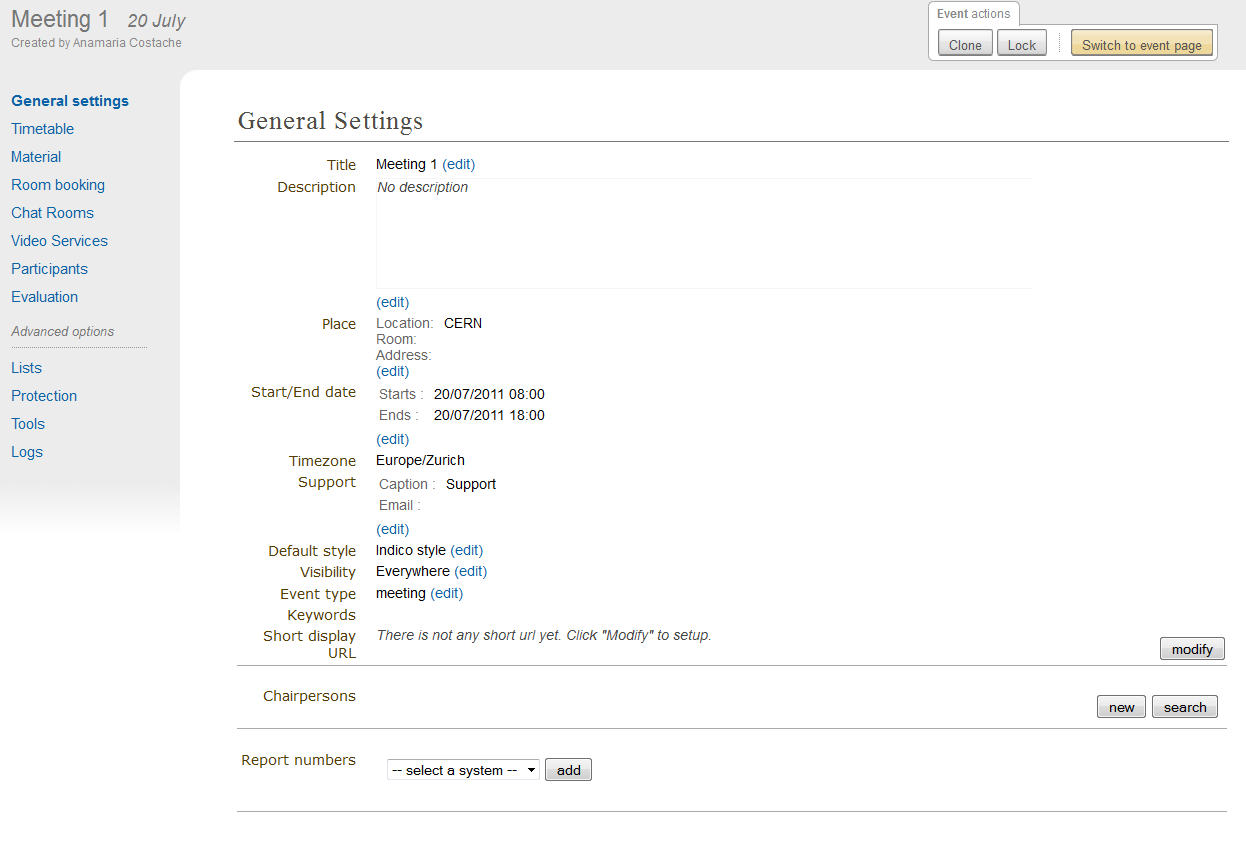 Meeting 1 20 July
Created by Anamaria Costache
Event actions
Clone Lock Switch to event page
General settings
Timetable
Material
Room booking
Chat Rooms
Video Services
Participants
Evaluation
Advanced options
Lists
Protection
Tools
Logs
General Settings
Title Meeting 1 (edit)
Description No description
(edit)
Place Location: CERN
Room:
Address:
(edit)
Start/End date Starts : 20/07/2011 08:00
Ends : 20/07/2011 18:00
(edit)
Timezone Europe/Zurich
Support Caption : Support
Email :
(edit)
Default style Indico style (edit)
Visibility Everywhere (edit)
Event type meeting (edit)
Keywords
Short display There is not any short url yet. Click "Modify" to setup.
URL
modify
Chairpersons
new search
Report numbers
-- select a system -- add